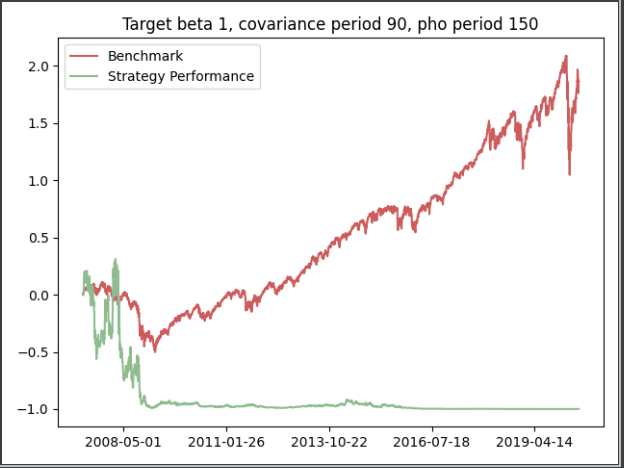 Target beta 1, covariance period 90, pho period 150
Benchmark
Strategy Performance
2.0
1.5
1.0
0.5
0.0
−0.5
−1.0
2008-05-01 2011-01-26 2013-10-22 2016-07-18 2019-04-14